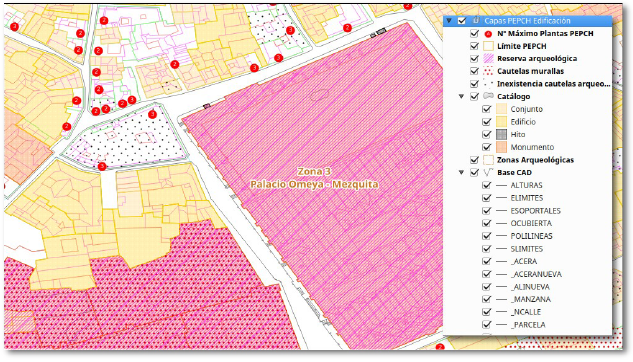 Capas PEPCH Edificación
Nº Máximo Plantas PEPCH
Límite PEPCH
Reserva arqueológica
Cautelas murallas
Inexistencia cautelas arqueo...
Catálogo
Conjunto
Edificio
Hito
Monumento
Zonas Arqueológicas
Base CAD
ALTURAS
ELIMITES
ESOPORTALES
OCUBIERTA
POLILINEAS
SLIMITES
_ACERA
_ACERANUEVA
_ALINUEVA
_MANZANA
_NCALLE
_PARCELA
Zona 3
Palacio Omeya - Mezquita